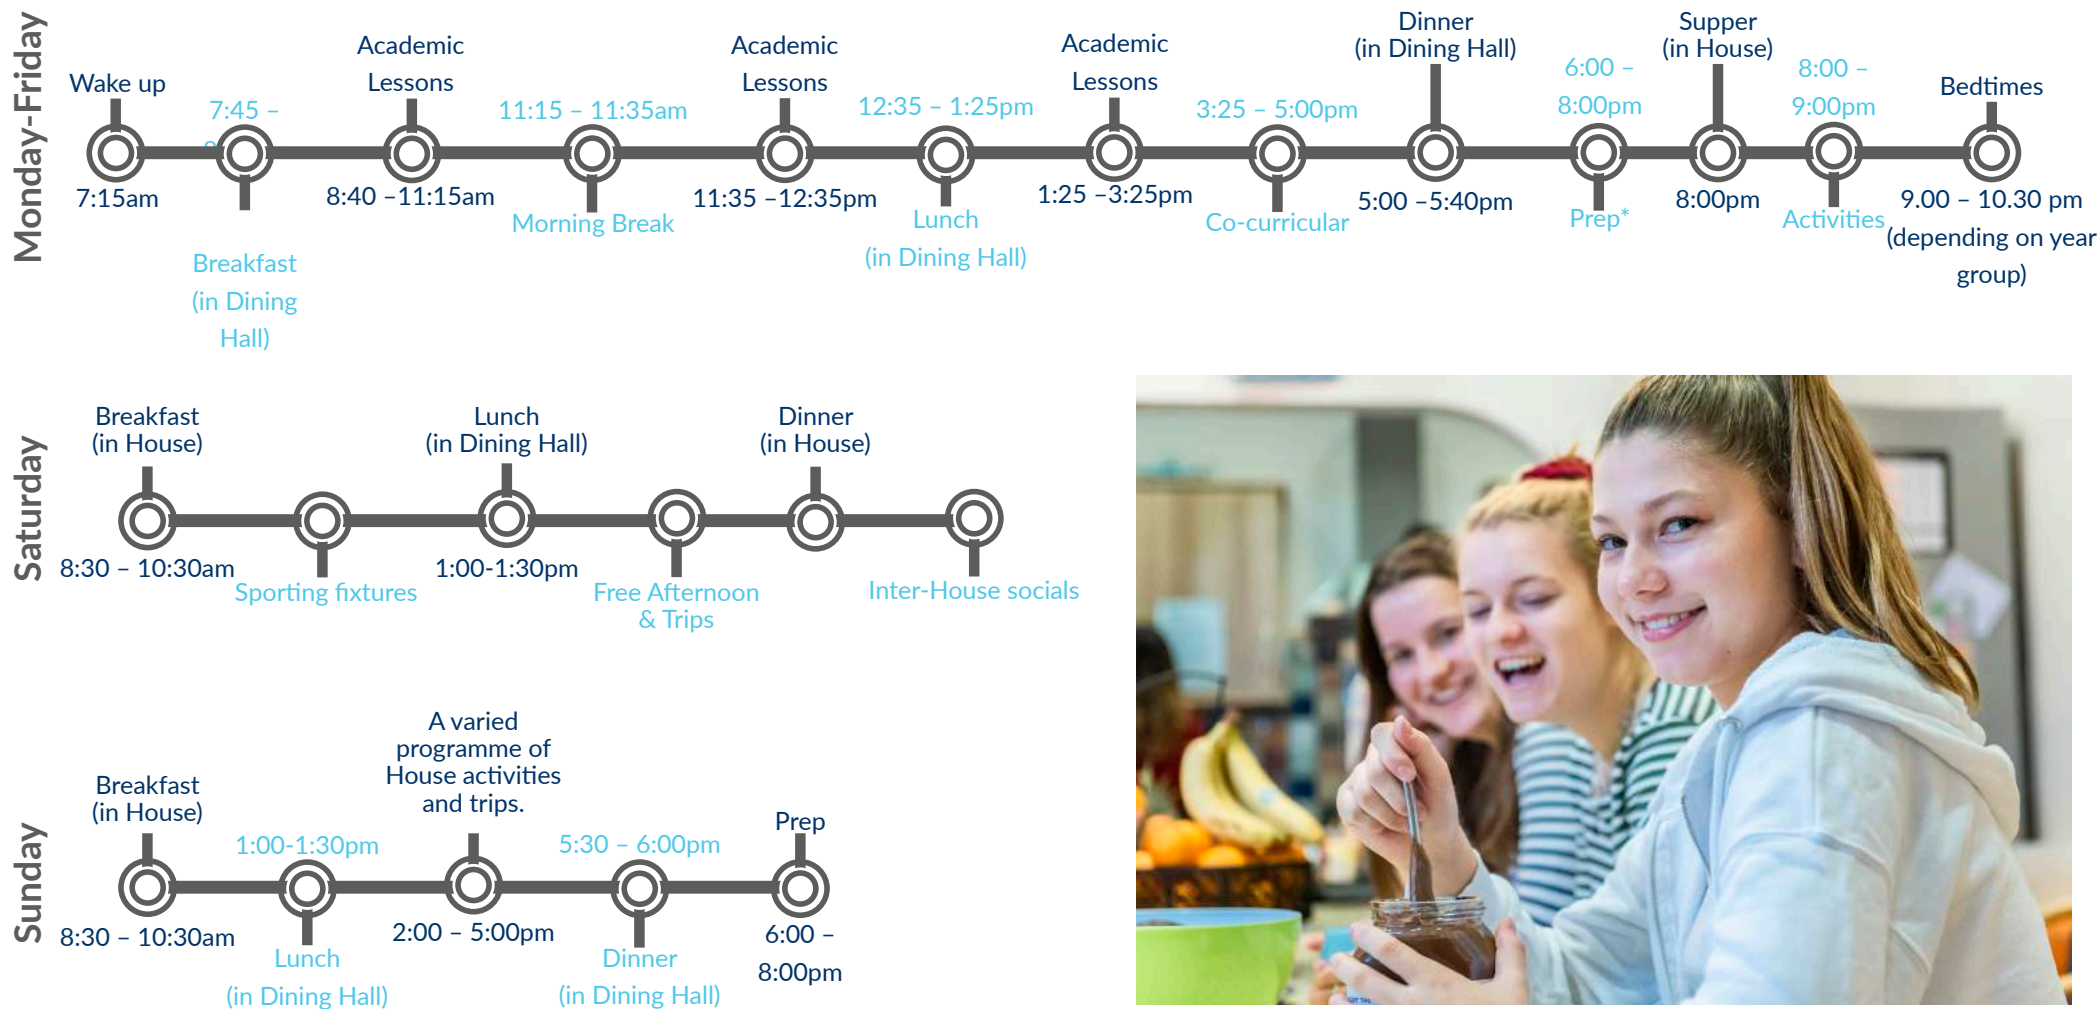 Monday-Friday
Wake up
7:15am
7:45 –
Breakfast
(in Dining
Hall)
Academic
Lessons
8:40 –11:15am
11:15 – 11:35am
Morning Break
Academic
Lessons
11:35 –12:35pm
12:35 – 1:25pm
Lunch
(in Dining Hall)
Academic
Lessons
1:25 –3:25pm
3:25 – 5:00pm
Co-curricular
Dinner
(in Dining Hall)
5:00 –5:40pm
6:00 –
8:00pm
Prep*
Supper
(in House)
8:00pm
8:00 –
9:00pm
Activities
Bedtimes
9.00 – 10.30 pm
(depending on year
group)
Saturday
Breakfast
(in House)
8:30 – 10:30am
Sporting fixtures
Lunch
(in Dining Hall)
1:00-1:30pm
Free Afternoon
& Trips
Dinner
(in House)
Inter-House socials
Sunday
Breakfast
(in House)
8:30 – 10:30am
1:00-1:30pm
Lunch
(in Dining Hall)
A varied
programme of
House activities
and trips.
2:00 – 5:00pm
5:30 – 6:00pm
Dinner
(in Dining Hall)
Prep
6:00 –
8:00pm